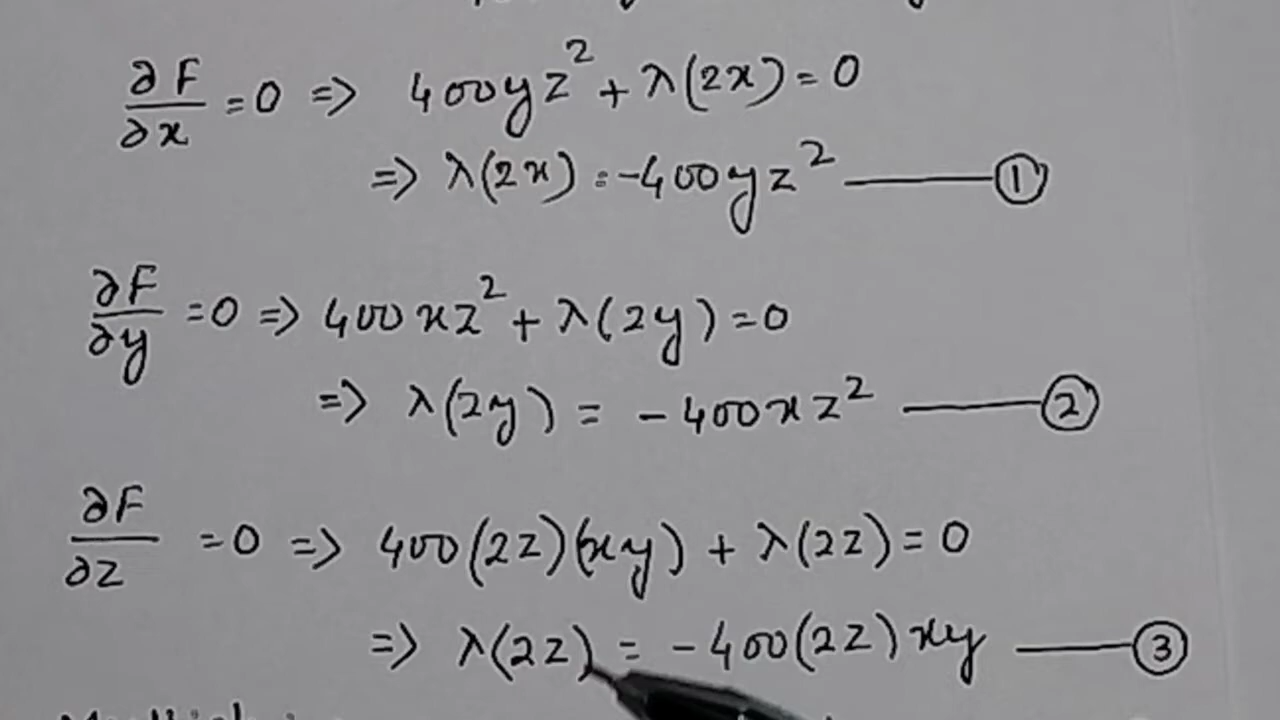 ∂F/∂x = 0 => 400yz² + λ(2x) = 0
=> λ(2x) = -400yz² ——— ①
∂F/∂y = 0 => 400xz² + λ(2y) = 0
=> λ(2y) = -400xz² ——— ②
∂F/∂z = 0 => 400(2z)(xy) + λ(2z) = 0
=> λ(2z) = -400(2z)xy ——— ③